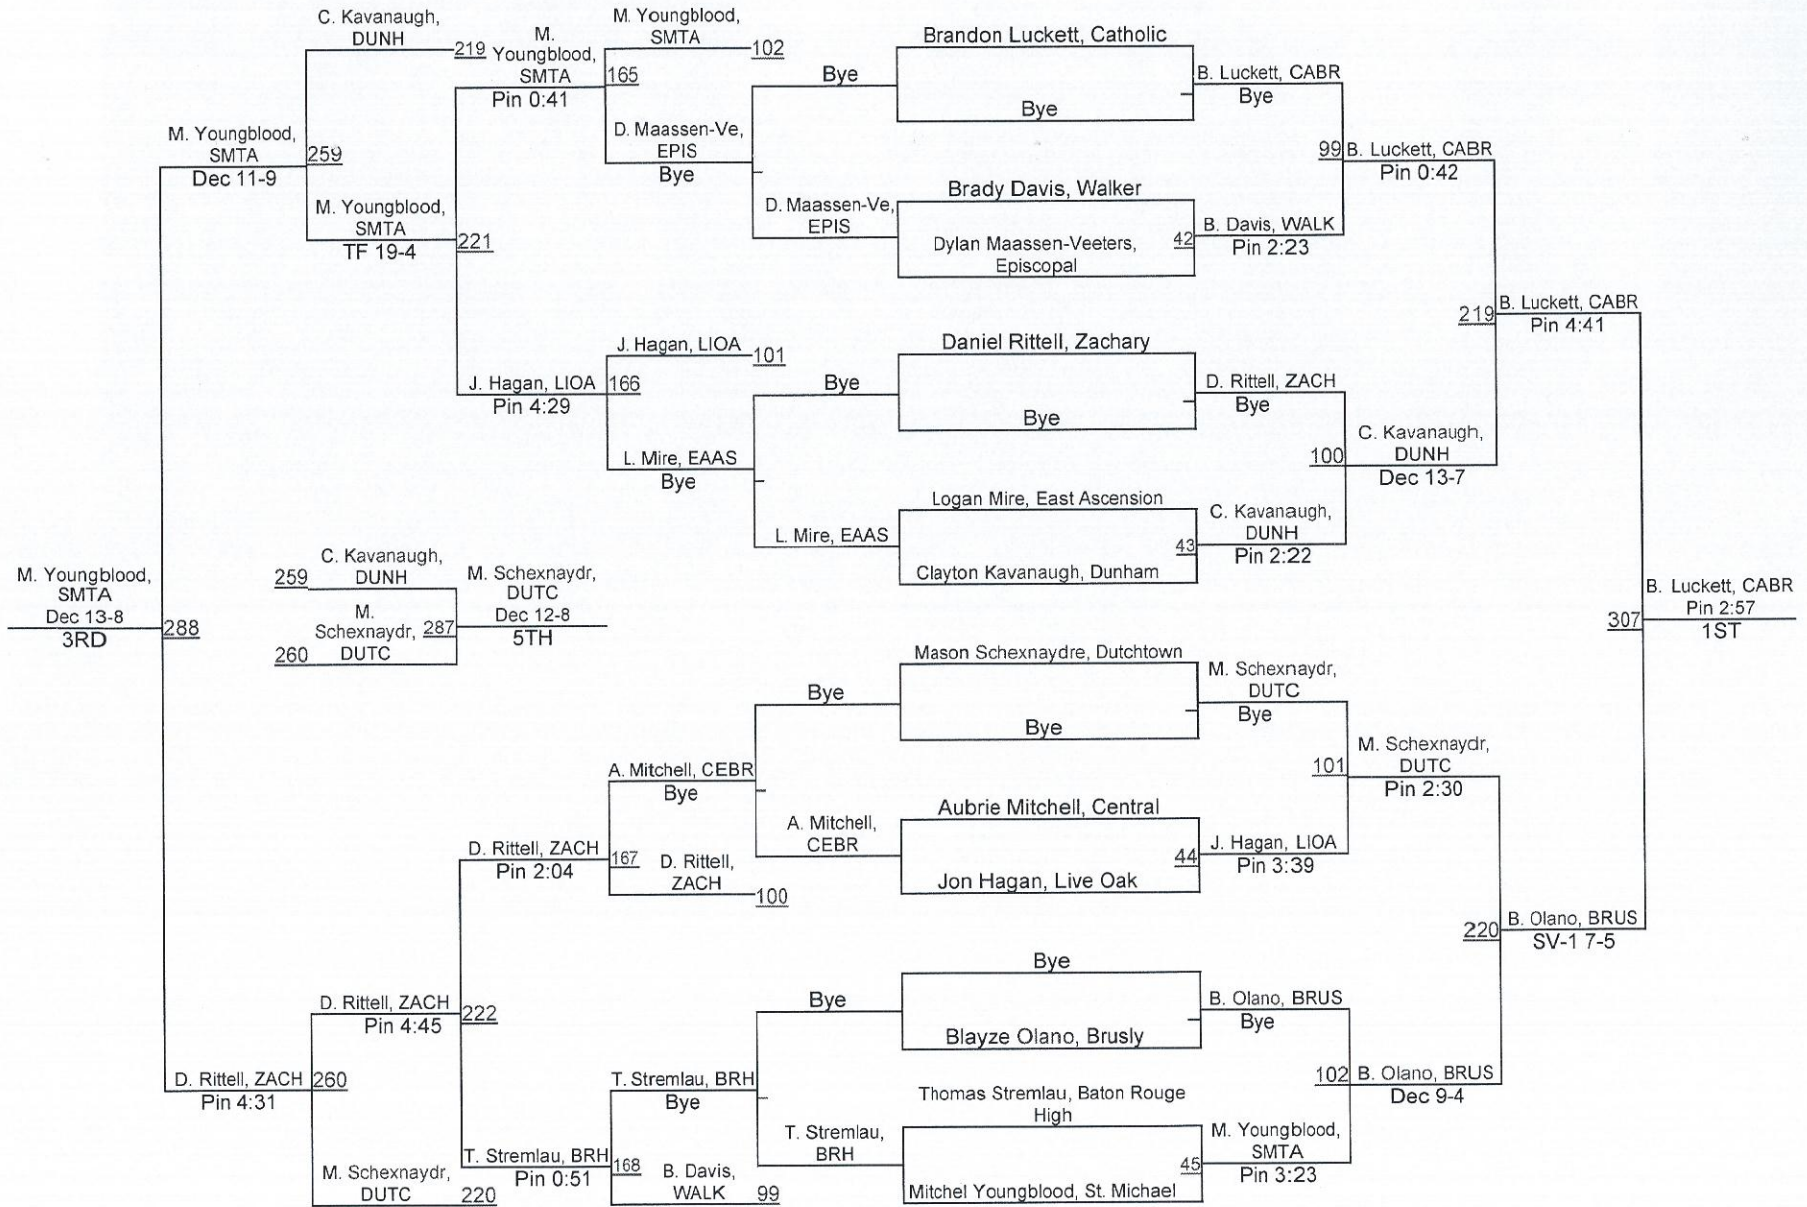 C. Kavanaugh,
DUNH
219
M.
Youngblood,
SMTA
Pin 0:41
M. Youngblood,
SMTA
102
165
D. Maassen-Ve,
EPIS
Bye
Bye
D. Maassen-Ve,
EPIS
M. Youngblood,
SMTA
Dec 11-9
259
M. Youngblood,
SMTA
TF 19-4
221
J. Hagan, LIOA
Pin 4:29
J. Hagan, LIOA
101
166
L. Mire, EAAS
Bye
Bye
L. Mire, EAAS
Brandon Luckett, Catholic
Bye
B. Luckett, CABR
Bye
Brady Davis, Walker
Dylan Maassen-Veeters,
Episcopal
42
B. Davis, WALK
Pin 2:23
99
B. Luckett, CABR
Pin 0:42
Daniel Rittell, Zachary
Bye
D. Rittell, ZACH
Bye
Logan Mire, East Ascension
43
Clayton Kavanaugh, Dunham
C. Kavanaugh,
DUNH
Pin 2:22
100
C. Kavanaugh,
DUNH
Dec 13-7
219
B. Luckett, CABR
Pin 4:41
M. Youngblood,
SMTA
Dec 13-8
3RD
288
259
C. Kavanaugh,
DUNH
M.
Schexnaydr,
DUTC
260
287
M. Schexnaydr,
DUTC
Dec 12-8
5TH
307
B. Luckett, CABR
Pin 2:57
1ST
Mason Schexnaydre, Dutchtown
Bye
M. Schexnaydr,
DUTC
Bye
Aubrie Mitchell, Central
44
Jon Hagan, Live Oak
J. Hagan, LIOA
Pin 3:39
101
M. Schexnaydr,
DUTC
Pin 2:30
Bye
A. Mitchell, CEBR
Bye
A. Mitchell,
CEBR
D. Rittell, ZACH
Pin 2:04
167
D. Rittell,
ZACH
100
220
B. Olano, BRUS
SV-1 7-5
Bye
Blayze Olano, Brusly
B. Olano, BRUS
Bye
Thomas Stremlau, Baton Rouge
High
45
Mitchel Youngblood, St. Michael
M. Youngblood,
SMTA
Pin 3:23
102
B. Olano, BRUS
Dec 9-4
Bye
D. Rittell, ZACH
Pin 4:45
222
D. Rittell, ZACH
Pin 4:31
260
T. Stremlau, BRH
Bye
T. Stremlau,
BRH
T. Stremlau, BRH
Pin 0:51
168
B. Davis,
WALK
99
M. Schexnaydr,
DUTC
220